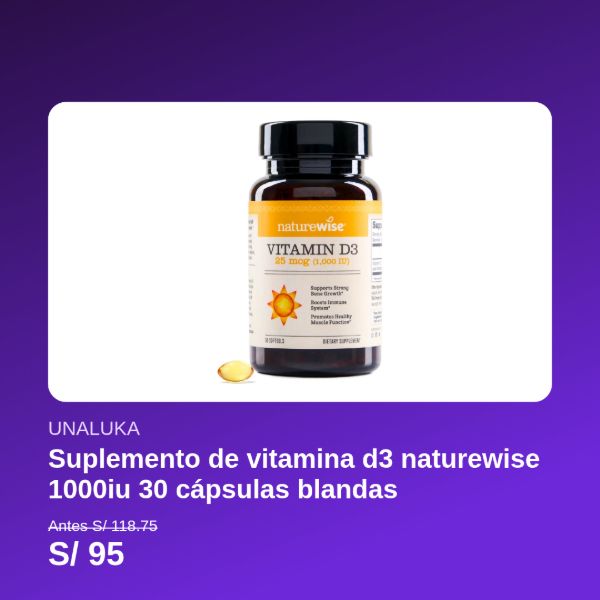 naturewise
VITAMIN D3
25 mcg (1,000 IU)
Supports Strong
Bone Growth*
Boosts Immune
System*
Promotes Healthy
Muscle Function*
SOFTGELS
DIETARY SUPPLEMENT
UNALUKA
Suplemento de vitamina d3 naturewise
1000iu 30 cápsulas blandas
Antes S/ 118.75
S/ 95